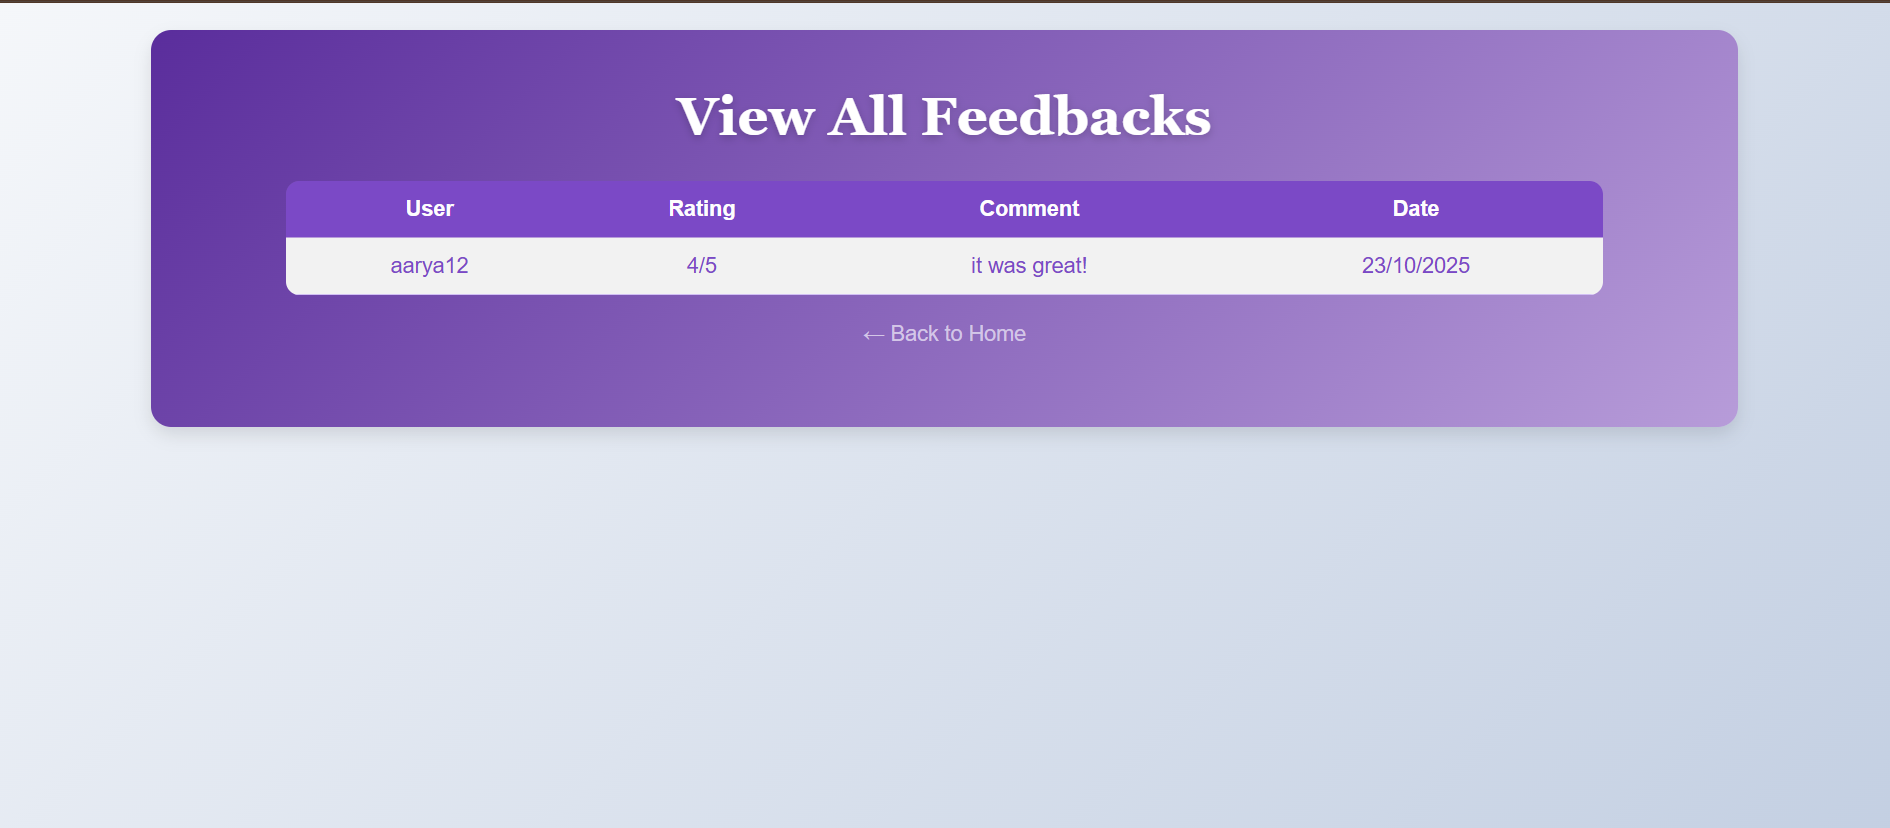 View All Feedbacks
User Rating Comment Date
aarya12 4/5 it was great! 23/10/2025
← Back to Home